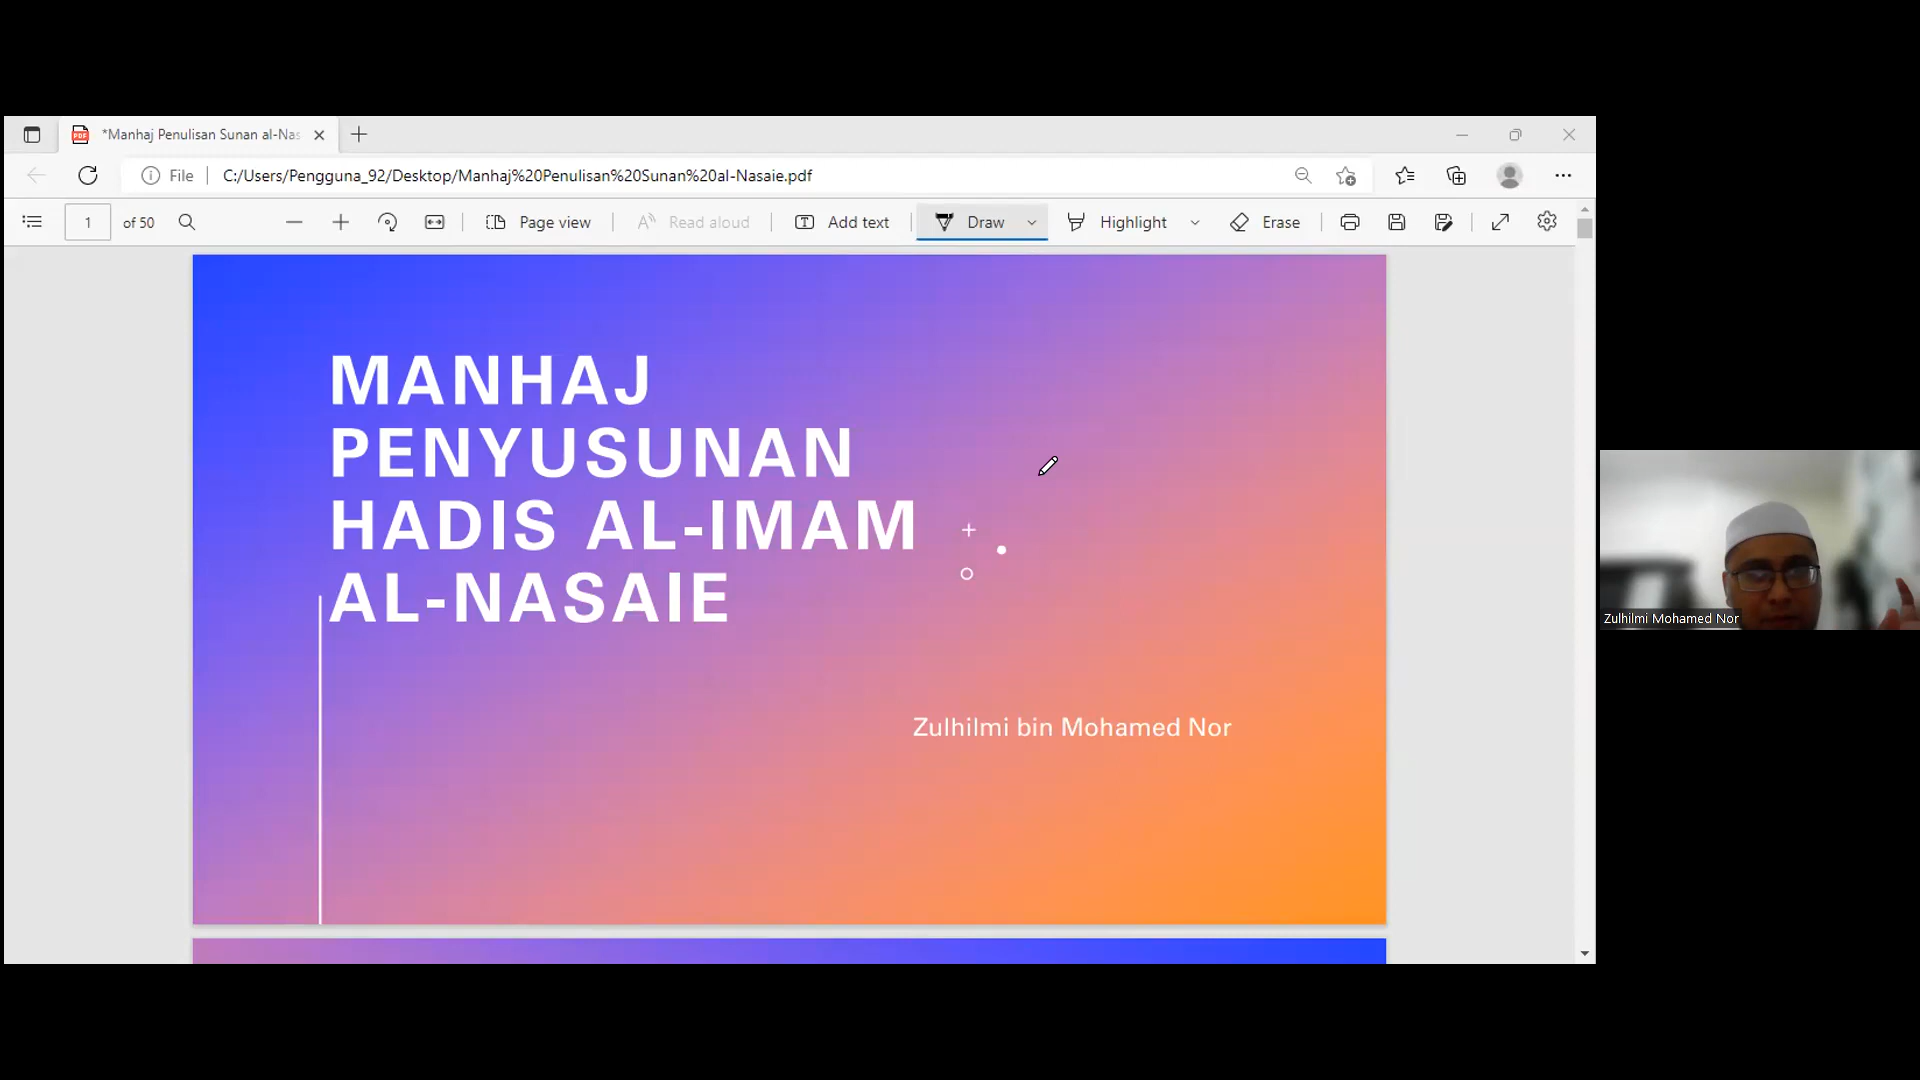 *Manhaj Penulisan Sunan al-Nas
File
C:/Users/Pengguna_92/Desktop/Manhaj%20Penulisan%20Sunan%20al-Nasaie.pdf
1 of 50
Page view
Read aloud
Add text
Draw
Highlight
Erase
MANHAJ
PENYUSUNAN
HADIS AL-IMAM
AL-NASAIE
Zulhilmi bin Mohamed Nor
Zulhilmi Mohamed Nor